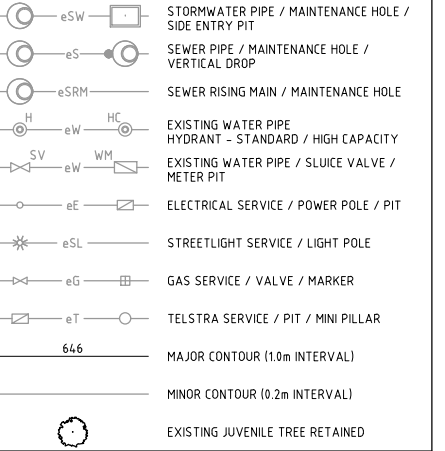 eSW STORMWATER PIPE / MAINTENANCE HOLE /
SIDE ENTRY PIT
eS SEWER PIPE / MAINTENANCE HOLE /
VERTICAL DROP
eSRM SEWER RISING MAIN / MAINTENANCE HOLE
H HC
eW EXISTING WATER PIPE
HYDRANT - STANDARD / HIGH CAPACITY
SV WM
eW EXISTING WATER PIPE / SLUICE VALVE /
METER PIT
eE ELECTRICAL SERVICE / POWER POLE / PIT
eSL STREETLIGHT SERVICE / LIGHT POLE
eG GAS SERVICE / VALVE / MARKER
eT TELSTRA SERVICE / PIT / MINI PILLAR
646
MAJOR CONTOUR (1.0m INTERVAL)
MINOR CONTOUR (0.2m INTERVAL)
EXISTING JUVENILE TREE RETAINED